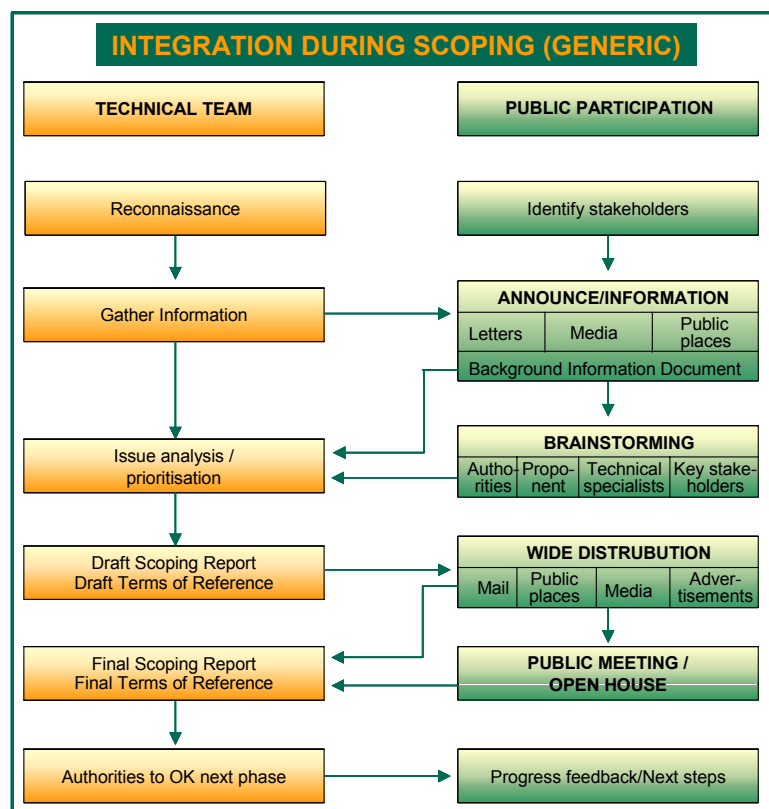 INTEGRATION DURING SCOPING (GENERIC)
TECHNICAL TEAM
PUBLIC PARTICIPATION
Reconnaissance
Identify stakeholders
Gather Information
ANNOUNCE/INFORMATION
Letters
Media
Public
places
Background Information Document
Issue analysis /
prioritisation
BRAINSTORMING
Autho-
rities
Propo-
nent
Technical
specialists
Key stake-
holders
Draft Scoping Report
Draft Terms of Reference
WIDE DISTRUBUTION
Mail
Public
places
Media
Adver-
tisements
Final Scoping Report
Final Terms of Reference
PUBLIC MEETING /
OPEN HOUSE
Authorities to OK next phase
Progress feedback/Next steps